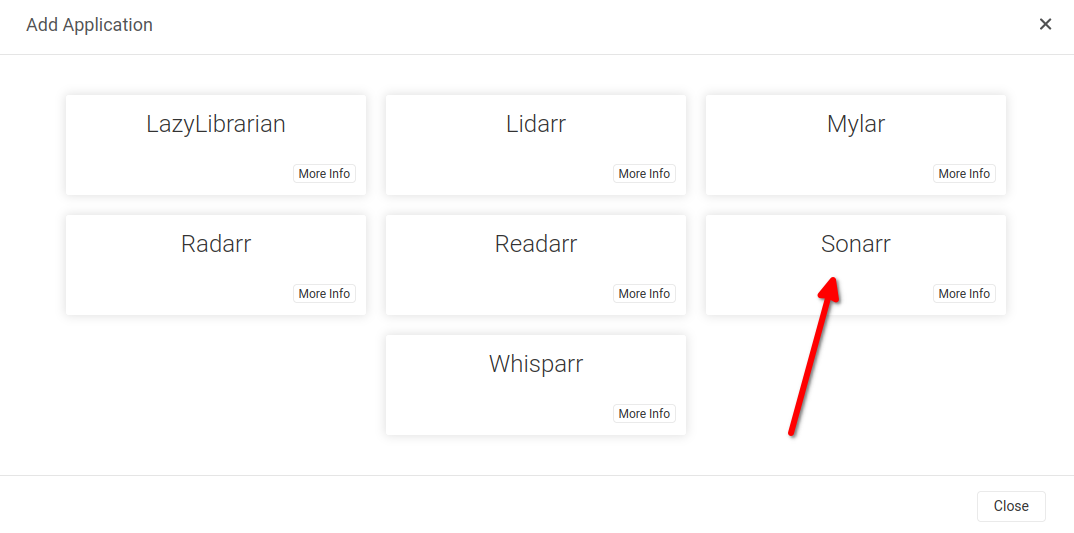 Add Application
LazyLibrarian
More Info
Lidarr
More Info
Mylar
More Info
Radarr
More Info
Readarr
More Info
Sonarr
More Info
Whisparr
More Info
Close